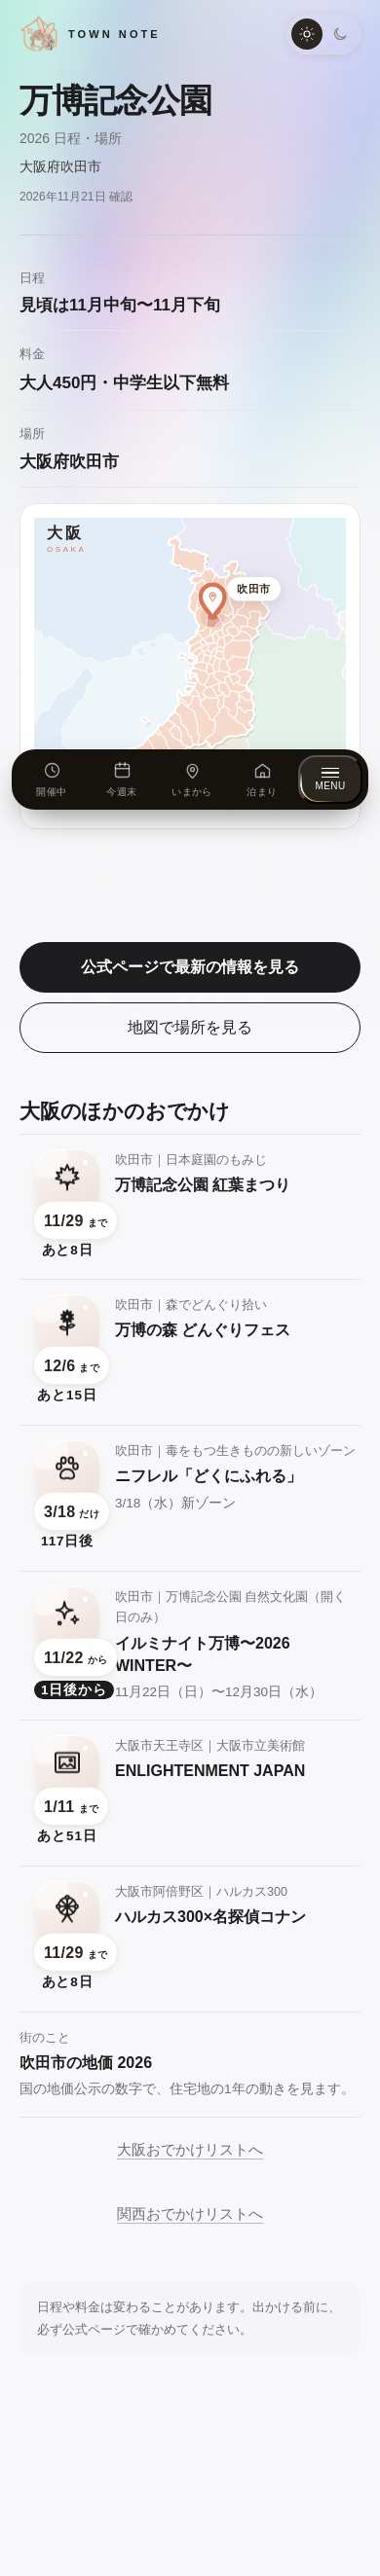 TOWN NOTE
万博記念公園
2026 日程・場所
大阪府吹田市
2026年11月21日 確認
日程
見頃は11月中旬〜11月下旬
料金
大人450円・中学生以下無料
場所
大阪府吹田市
大阪
OSAKA
吹田市
開催中
今週末
いまから
泊まり
MENU
公式ページで最新の情報を見る
地図で場所を見る
大阪のほかのおでかけ
吹田市｜日本庭園のもみじ
万博記念公園 紅葉まつり
11/29 まで
あと8日
吹田市｜森でどんぐり拾い
万博の森 どんぐりフェス
12/6 まで
あと15日
吹田市｜毒をもつ生きものの新しいゾーン
ニフレル「どくにふれる」
3/18（水）新ゾーン
3/18 だけ
117日後
吹田市｜万博記念公園 自然文化園（開く
日のみ）
イルミナイト万博〜2026
WINTER〜
11月22日（日）〜12月30日（水）
11/22 から
1日後から
大阪市天王寺区｜大阪市立美術館
ENLIGHTENMENT JAPAN
1/11 まで
あと51日
大阪市阿倍野区｜ハルカス300
ハルカス300×名探偵コナン
11/29 まで
あと8日
街のこと
吹田市の地価 2026
国の地価公示の数字で、住宅地の1年の動きを見ます。
大阪おでかけリストへ
関西おでかけリストへ
日程や料金は変わることがあります。出かける前に、
必ず公式ページで確かめてください。